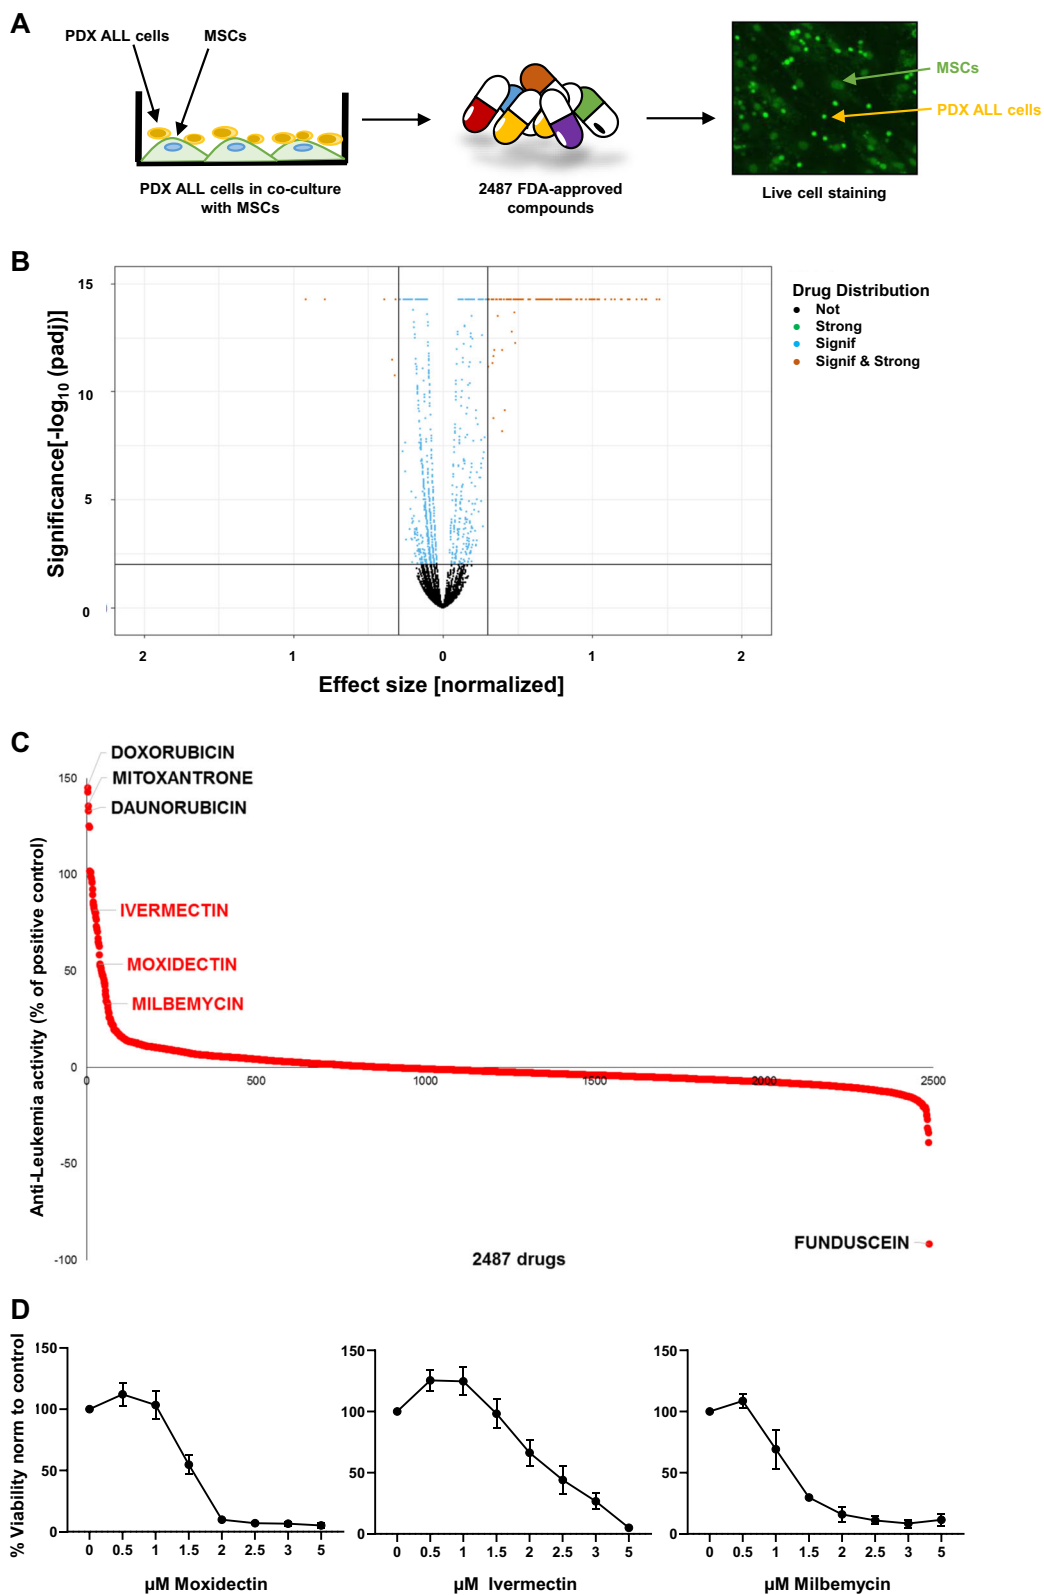 A
PDX ALL cells
MSCs
MSCs
PDX ALL cells
PDX ALL cells in co-culture
with MSCs
2487 FDA-approved
compounds
Live cell staining
B
Significance[-log10 (padj)]
15
10
5
0
2
1
0
1
2
Effect size [normalized]
Drug Distribution
Not
Strong
Signif
Signif & Strong
C
Anti-Leukemia activity (% of positive control)
150
100
50
0
-50
-100
0
500
1000
1500
2000
2500
DOXORUBICIN
MITOXANTRONE
DAUNORUBICIN
IVERMECTIN
MOXIDECTIN
MILBEMYCIN
FUNDUSCEIN
2487 drugs
D
% Viability norm to control
150
100
50
0
0 0.5 1 1.5 2 2.5 3 5
µM Moxidectin
150
100
50
0
0 0.5 1 1.5 2 2.5 3 5
µM Ivermectin
150
100
50
0
0 0.5 1 1.5 2 2.5 3 5
µM Milbemycin